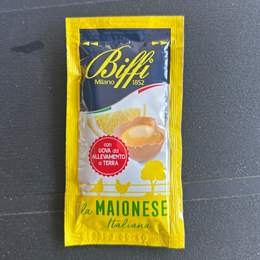 Biffi
Milano 1852
con
UOVA da
ALLEVAMENTO
a TERRA
la MAIONESE
Italiana